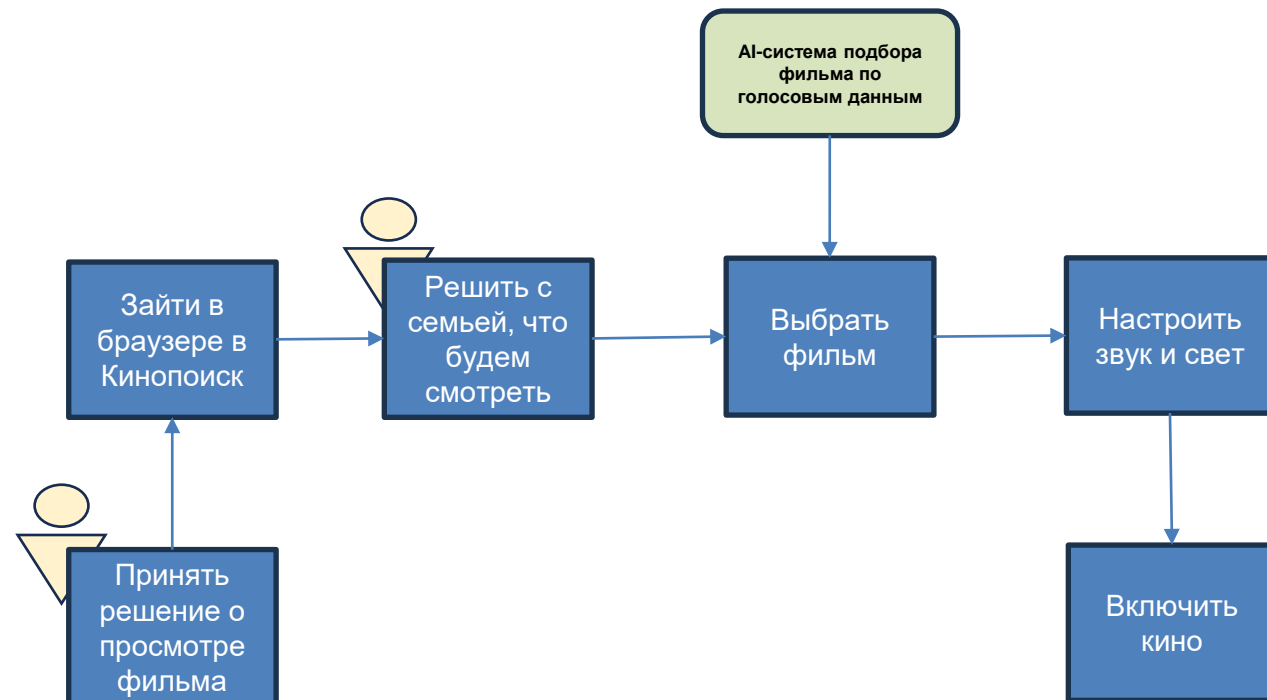 AI-система подбора
фильма по
голосовым данным
Зайти в
браузере в
Кинопоиск
Решить с
семьей, что
будем
смотреть
Выбрать
фильм
Настроить
звук и свет
Принять
решение о
просмотре
фильма
Включить
кино